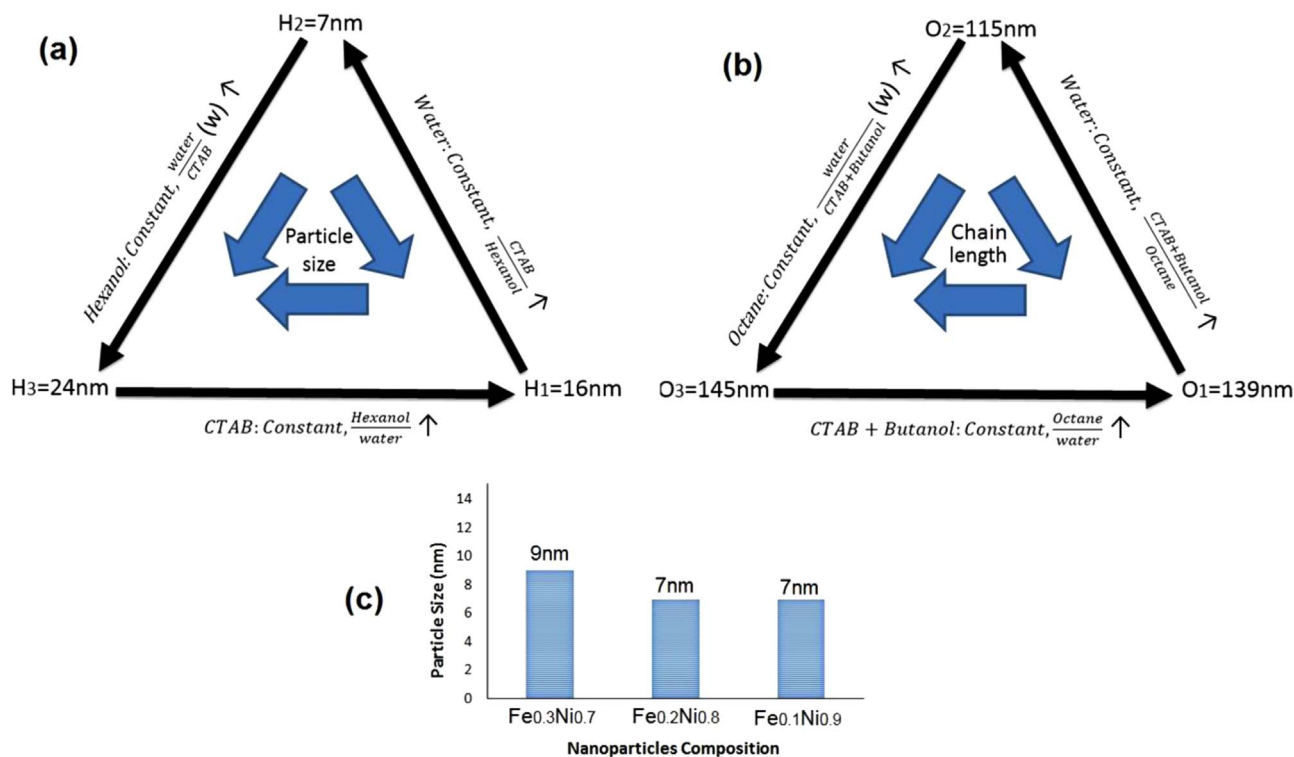 (a)
H2=7nm
Hexanol: Constant, water/CTAB (w) ↑
Water: Constant, CTAB/Hexanol ↑
Particle size
H3=24nm
H1=16nm
CTAB: Constant, Hexanol/water ↑
(b)
O2=115nm
Octane: Constant, water/CTAB+Butanol (w) ↑
Water: Constant, CTAB+Butanol/Octane ↑
Chain length
O3=145nm
O1=139nm
CTAB + Butanol: Constant, Octane/water ↑
(c)
Particle Size (nm)
14
12
10
8
6
4
2
0
9nm
7nm
7nm
Fe0.3Ni0.7
Fe0.2Ni0.8
Fe0.1Ni0.9
Nanoparticles Composition